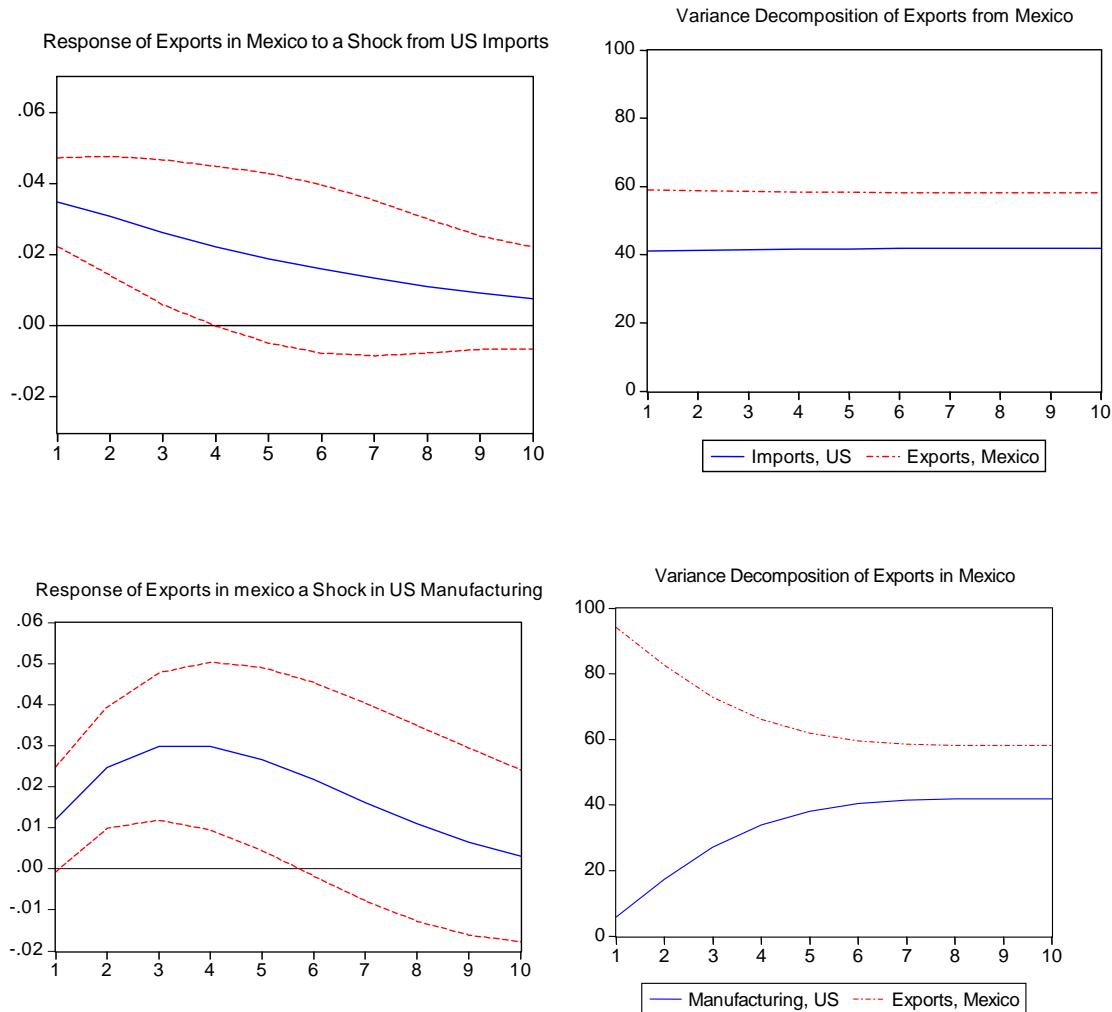 Response of Exports in Mexico to a Shock from US Imports
.06
.04
.02
.00
-.02
1 2 3 4 5 6 7 8 9 10
Variance Decomposition of Exports from Mexico
100
80
60
40
20
0
1 2 3 4 5 6 7 8 9 10
Imports, US Exports, Mexico
Response of Exports in mexico a Shock in US Manufacturing
.06
.05
.04
.03
.02
.01
.00
-.01
-.02
1 2 3 4 5 6 7 8 9 10
Variance Decomposition of Exports in Mexico
100
80
60
40
20
0
1 2 3 4 5 6 7 8 9 10
Manufacturing, US Exports, Mexico